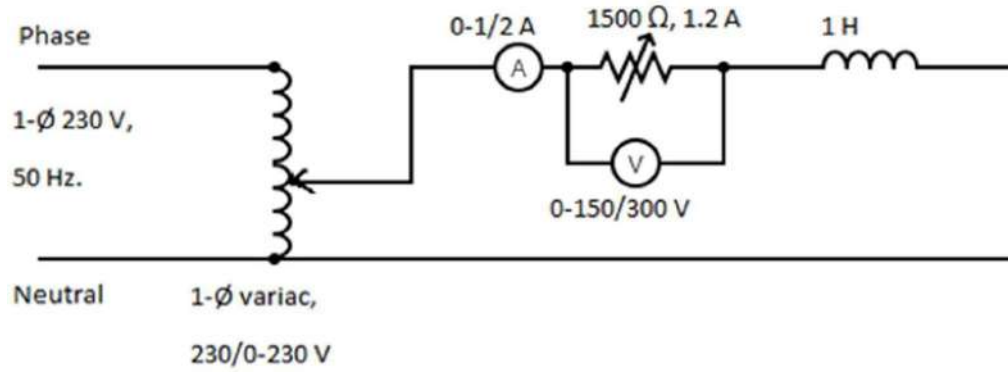 Phase
0-1/2 A
1500 Ω, 1.2 A
1 H
A
1-Ø 230 V,
50 Hz.
V
0-150/300 V
Neutral
1-Ø variac,
230/0-230 V